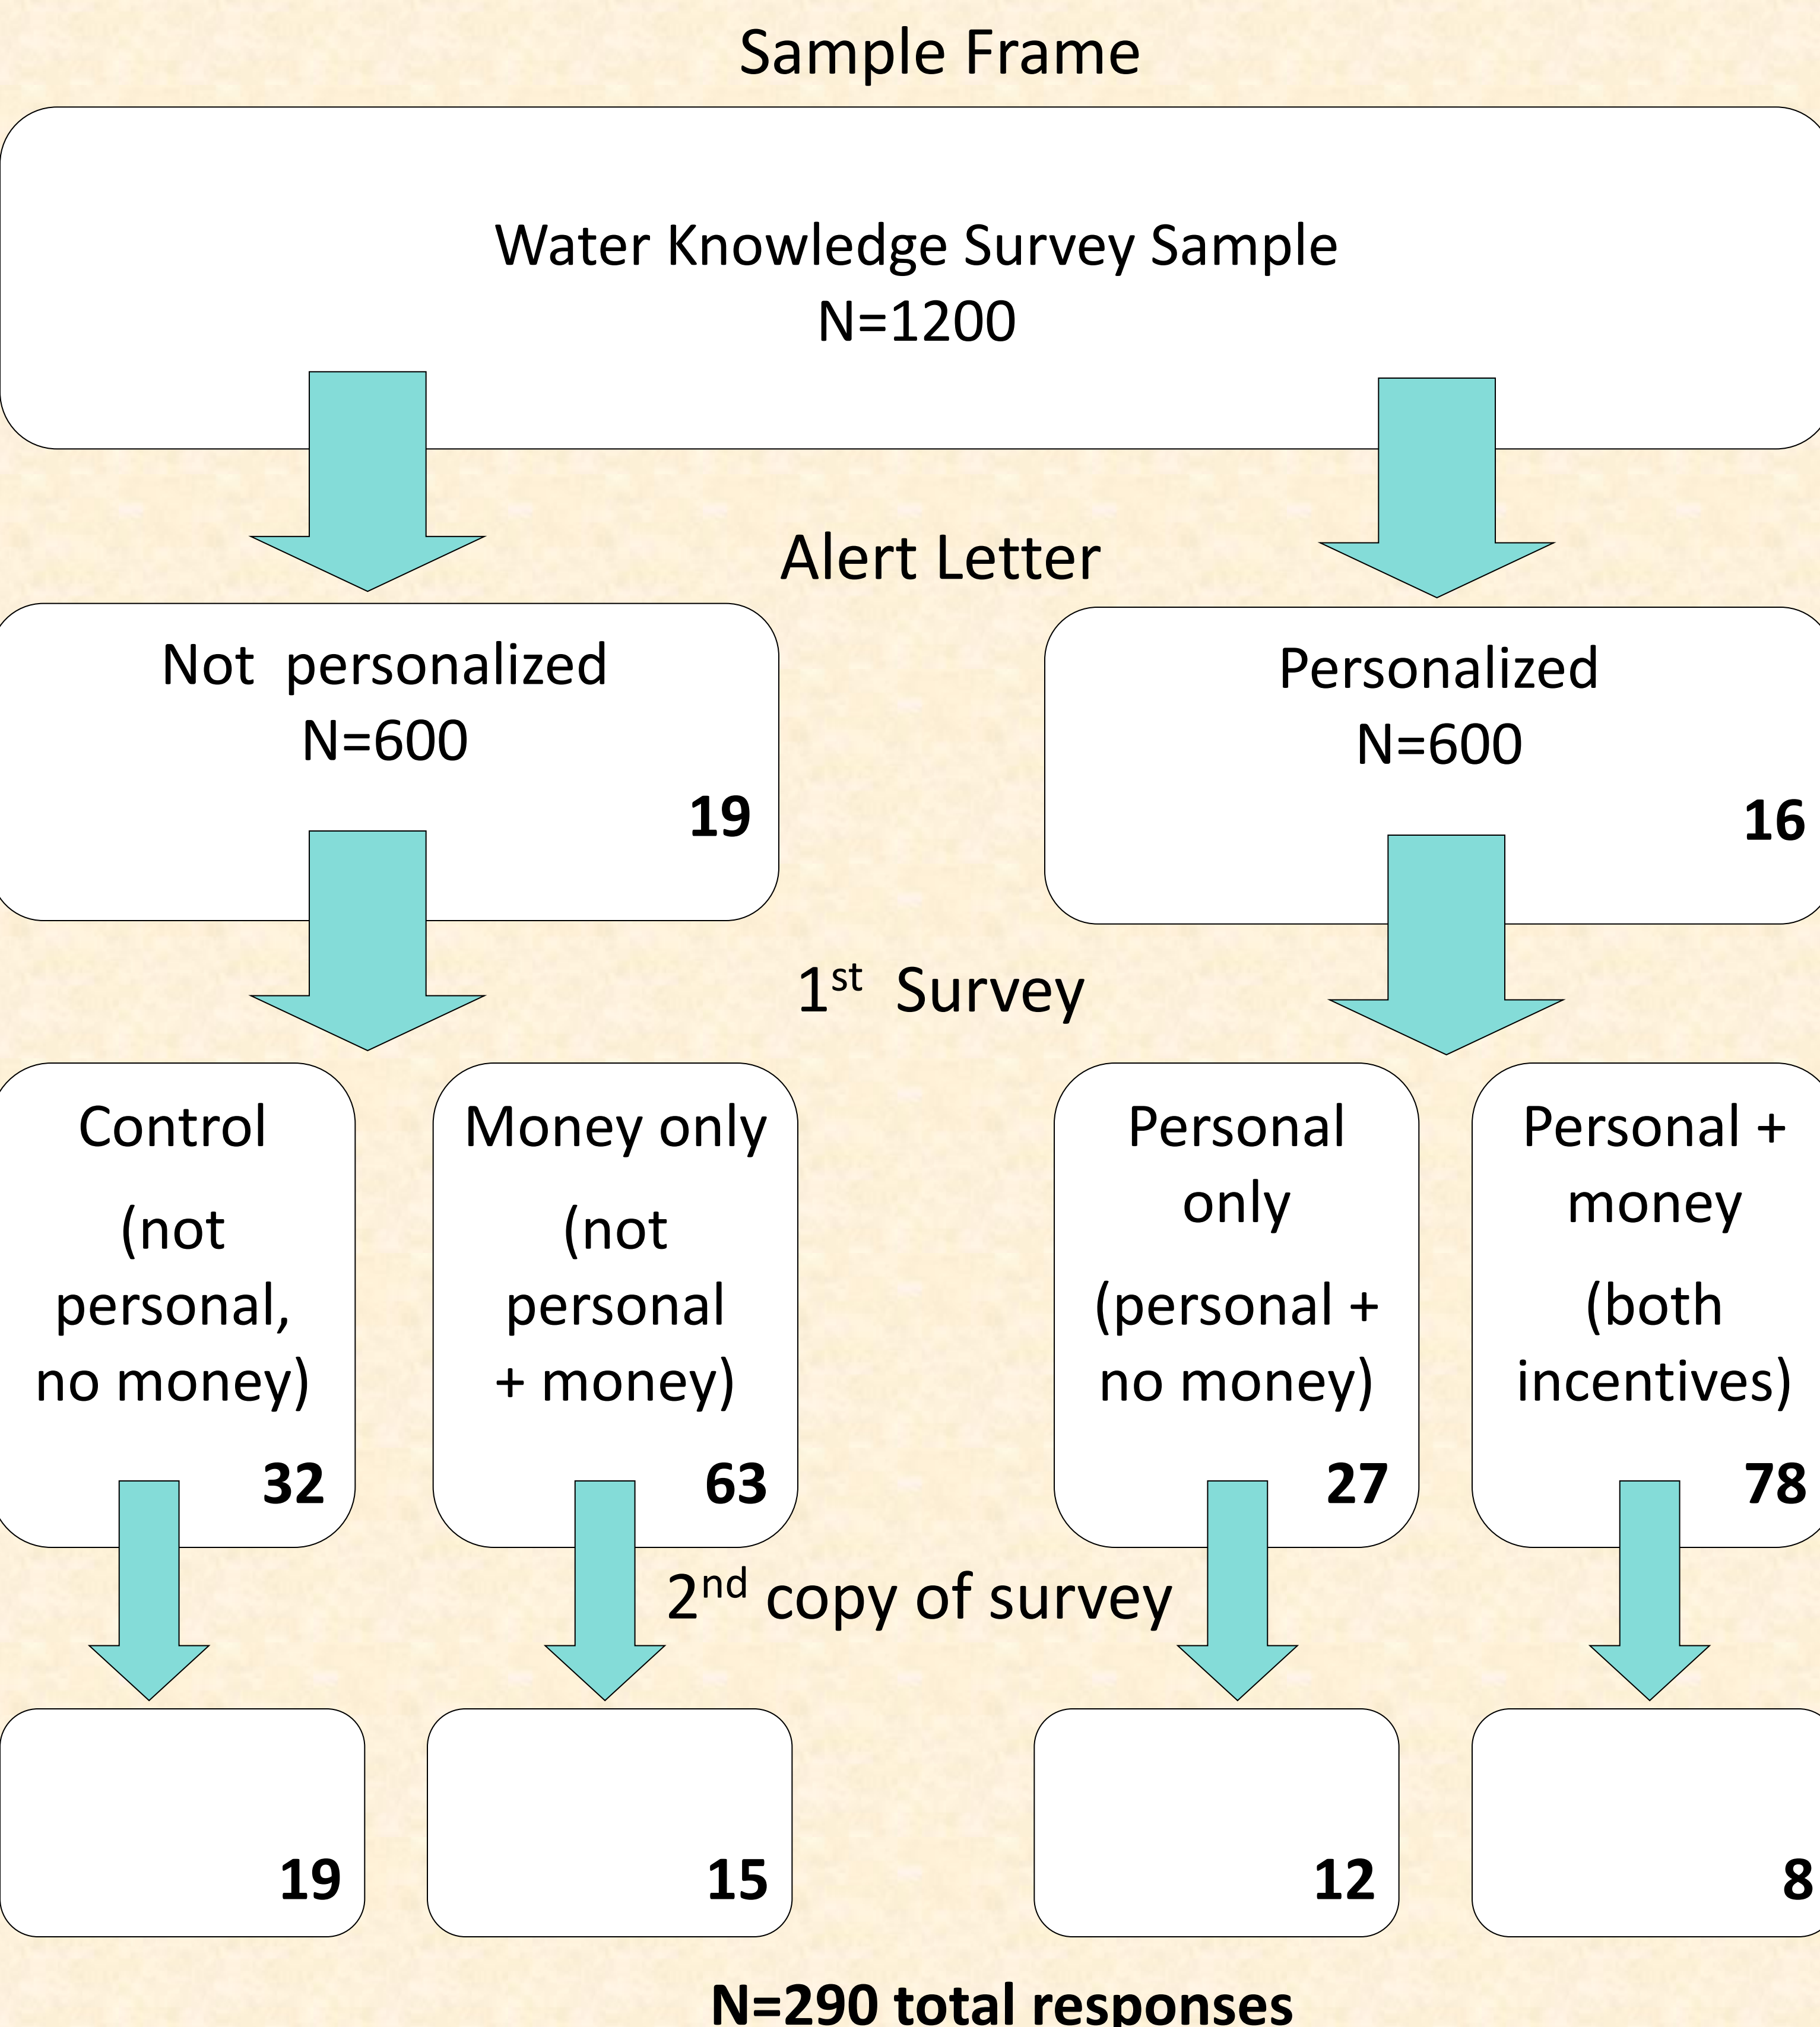 Sample Frame
Water Knowledge Survey Sample
N=1200
Alert Letter
Not  personalized
N=600
19
Personalized
N=600
16
1st  Survey
Control
(not
personal,
no money)
32
Money only
(not
personal
+ money)
63
Personal
only
(personal +
no money)
27
Personal +
money
(both
incentives)
78
2nd copy of survey
19
15
12
8
N=290 total responses